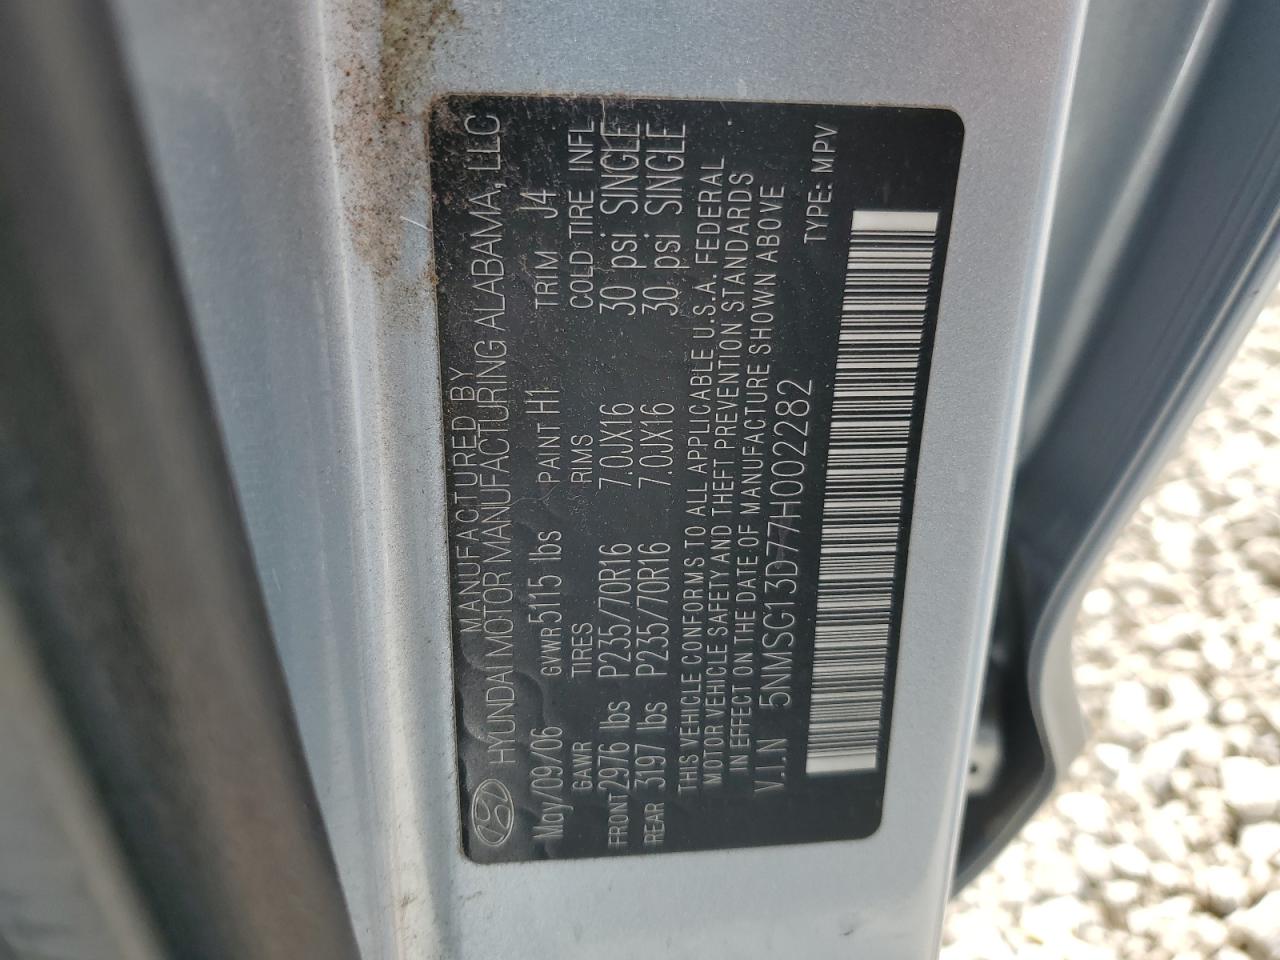 MANUFACTURED BY
HYUNDAI MOTOR MANUFACTURING ALABAMA, LLC
May/09/06 GVWR 5115 lbs PAINT H1 TRIM J4
GAWR TIRES RIMS COLD TIRE INFL
FRONT 2976 lbs P235/70R16 7.0JX16 30 psi SINGLE
REAR 3197 lbs P235/70R16 7.0JX16 30 psi SINGLE
THIS VEHICLE CONFORMS TO ALL APPLICABLE U.S.A. FEDERAL
MOTOR VEHICLE SAFETY AND THEFT PREVENTION STANDARDS
IN EFFECT ON THE DATE OF MANUFACTURE SHOWN ABOVE
V.I.N 5NMSG13D77H002282
TYPE: MPV